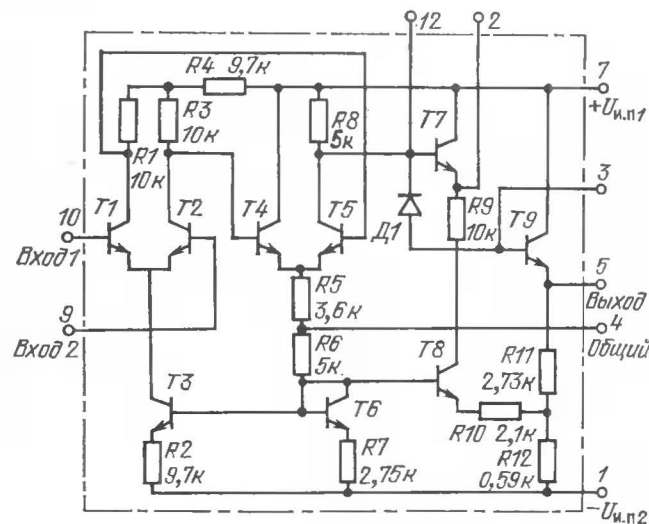 12 2
R4 9,7к
7
+Uи.п1
R3
10к
R8
5к
T7
R1
10к
3
10
T1
T2
T4
T5
Д1
R9
10к
T9
Вход1
5
Выход
9
Вход 2
R5
3,6к
4
Общий
R6
5к
T8
R11
2,73к
T3
T6
R10 2,1к
R2
9,7к
R7
2,75к
R12
0,59к
1
−Uи.п2